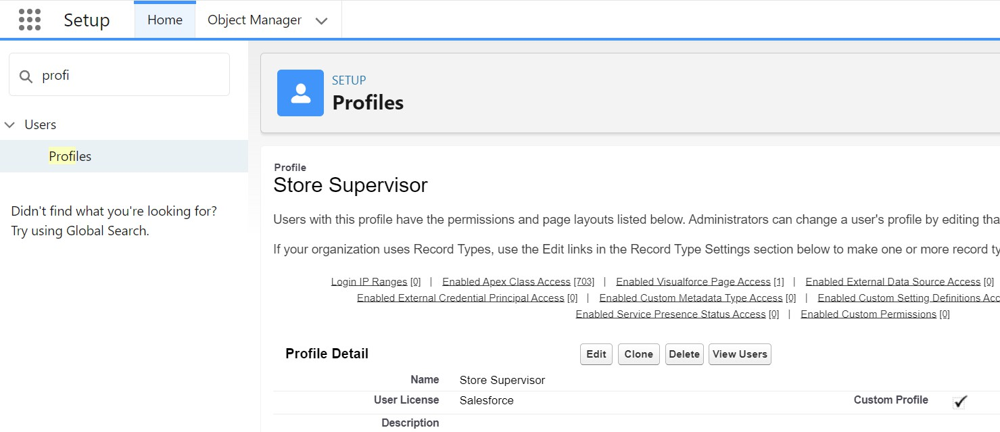 Setup Home Object Manager
profi
Users
Profiles
Didn't find what you're looking for?
Try using Global Search.
SETUP
Profiles
Profile
Store Supervisor
Users with this profile have the permissions and page layouts listed below. Administrators can change a user's profile by editing tha
If your organization uses Record Types, use the Edit links in the Record Type Settings section below to make one or more record ty
Login IP Ranges [0] | Enabled Apex Class Access [703] | Enabled Visualforce Page Access [1] | Enabled External Data Source Access [0]
Enabled External Credential Principal Access [0] | Enabled Custom Metadata Type Access [0] | Enabled Custom Setting Definitions Acc
Enabled Service Presence Status Access [0] | Enabled Custom Permissions [0]
Profile Detail Edit Clone Delete View Users
Name Store Supervisor
User License Salesforce Custom Profile
Description